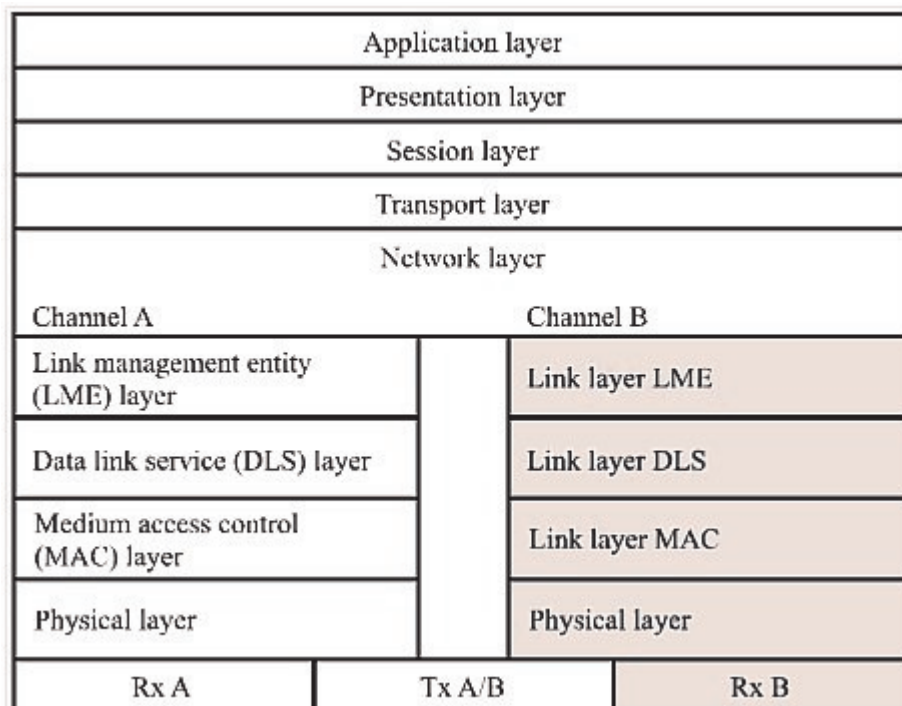 Application layer
Presentation layer
Session layer
Transport layer
Network layer
Channel A
Channel B
Link management entity
(LME) layer
Link layer LME
Data link service (DLS) layer
Link layer DLS
Medium access control
(MAC) layer
Link layer MAC
Physical layer
Physical layer
Rx A
Tx A/B
Rx B